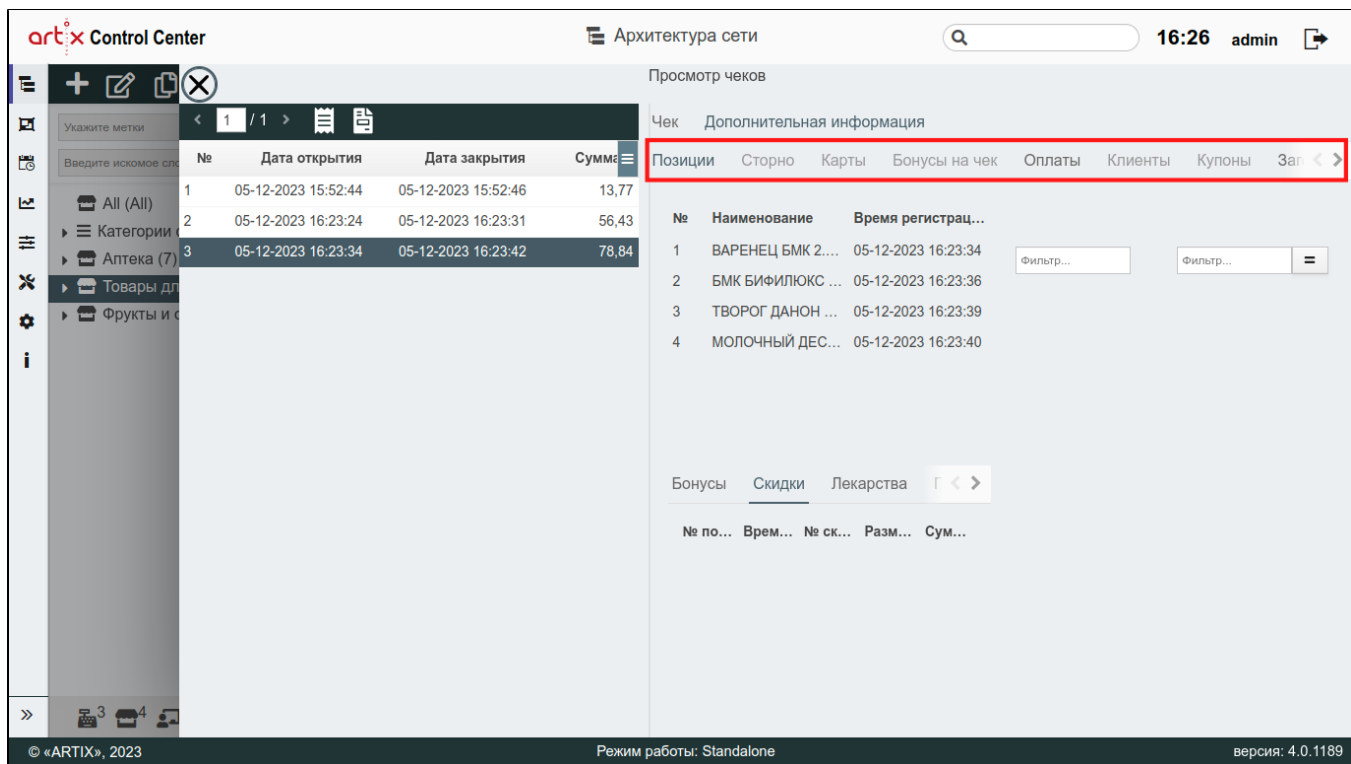 artix Control Center Архитектура сети 16:26 admin
Просмотр чеков
Укажите метки 1 / 1 Чек Дополнительная информация
Введите искомое сло № Дата открытия Дата закрытия Сумма Позиции Сторно Карты Бонусы на чек Оплаты Клиенты Купоны Заг
All (All) 1 05-12-2023 15:52:44 05-12-2023 15:52:46 13,77
№ Наименование Время регистрац...
Категории 2 05-12-2023 16:23:24 05-12-2023 16:23:31 56,43
Аптека (7) 3 05-12-2023 16:23:34 05-12-2023 16:23:42 78,84
1 ВАРЕНЕЦ БМК 2.... 05-12-2023 16:23:34 Фильтр... Фильтр... =
Товары дл 2 БМК БИФИЛЮКС ... 05-12-2023 16:23:36
Фрукты и с 3 ТВОРОГ ДАНОН ... 05-12-2023 16:23:39
4 МОЛОЧНЫЙ ДЕС... 05-12-2023 16:23:40
Бонусы Скидки Лекарства
№ по... Врем... № ск... Разм... Сум...
3 4
© «ARTIX», 2023 Режим работы: Standalone версия: 4.0.1189